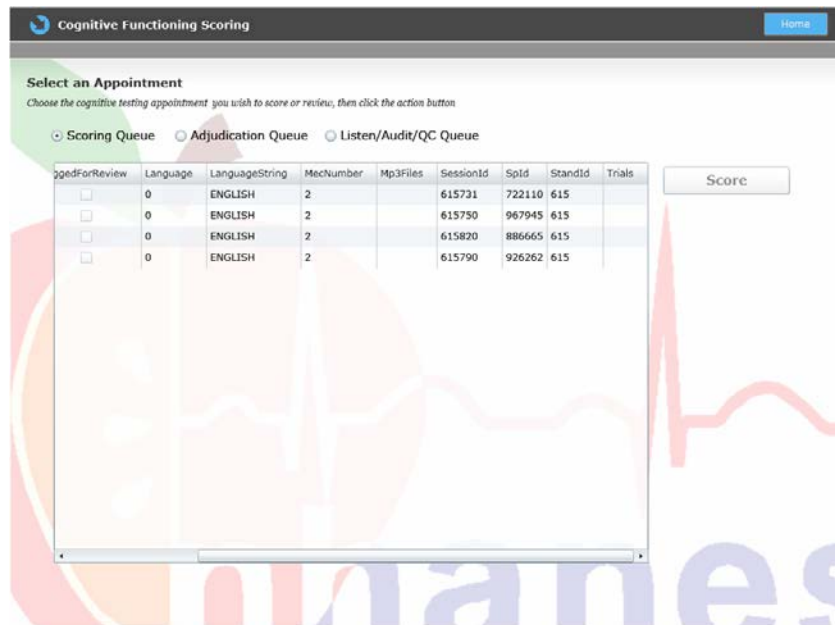 Cognitive Functioning Scoring
Home
Select an Appointment
Choose the cognitive testing appointment you wish to score or review, then click the action button
Scoring Queue Adjudication Queue Listen/Audit/QC Queue
ggedForReview Language LanguageString MecNumber Mp3Files SessionId SpId StandId Trials
0 ENGLISH 2 615731 722110 615
0 ENGLISH 2 615750 967945 615
0 ENGLISH 2 615820 886665 615
0 ENGLISH 2 615790 926262 615
Score
nhanes